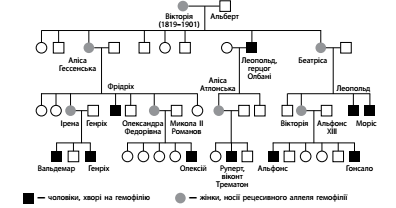 Вікторія
(1819–1901)
Альберт
Аліса
Гессенська
Леопольд,
герцог
Олбані
Беатріса
Фрідріх
Аліса
Атлонська
Леопольд
Ірена
Генріх
Олександра
Федорівна
Микола II
Романов
Вікторія
Альфонс
XIII
Моріс
Вальдемар
Генріх
Олексій
Руперт,
віконт
Трематон
Альфонс
Гонсало
— чоловіки, хворі на гемофілію
— жінки, носії рецесивного аллеля гемофілії